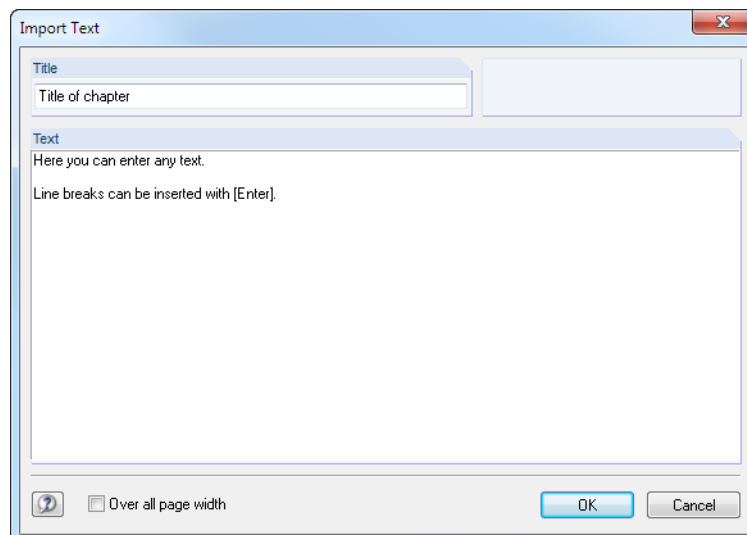 Import Text
Title
Title of chapter
Text
Here you can enter any text.
Line breaks can be inserted with [Enter].
Over all page width
OK
Cancel